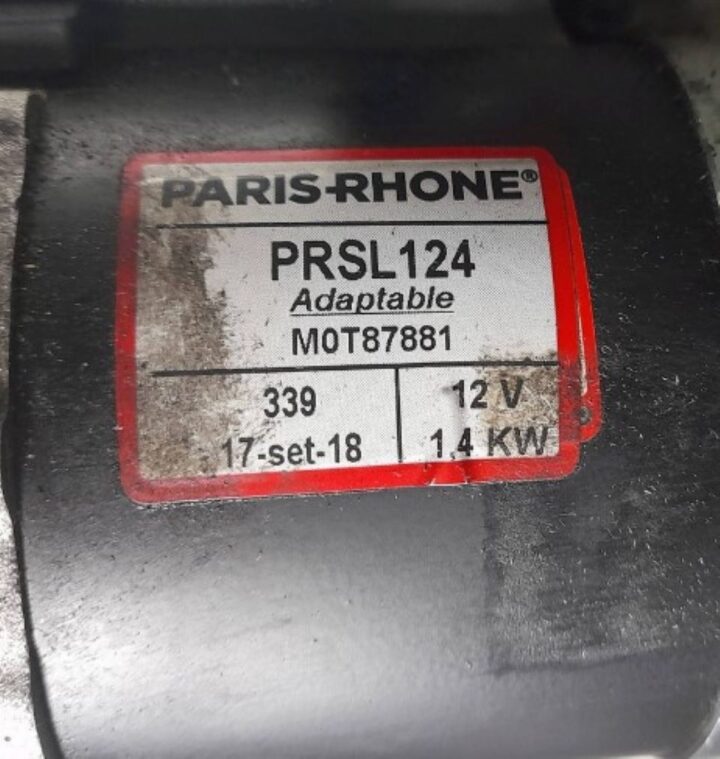 PARIS-RHONE®
PRSL124
Adaptable
M0T87881
339 12 V
17-set-18 1,4 KW